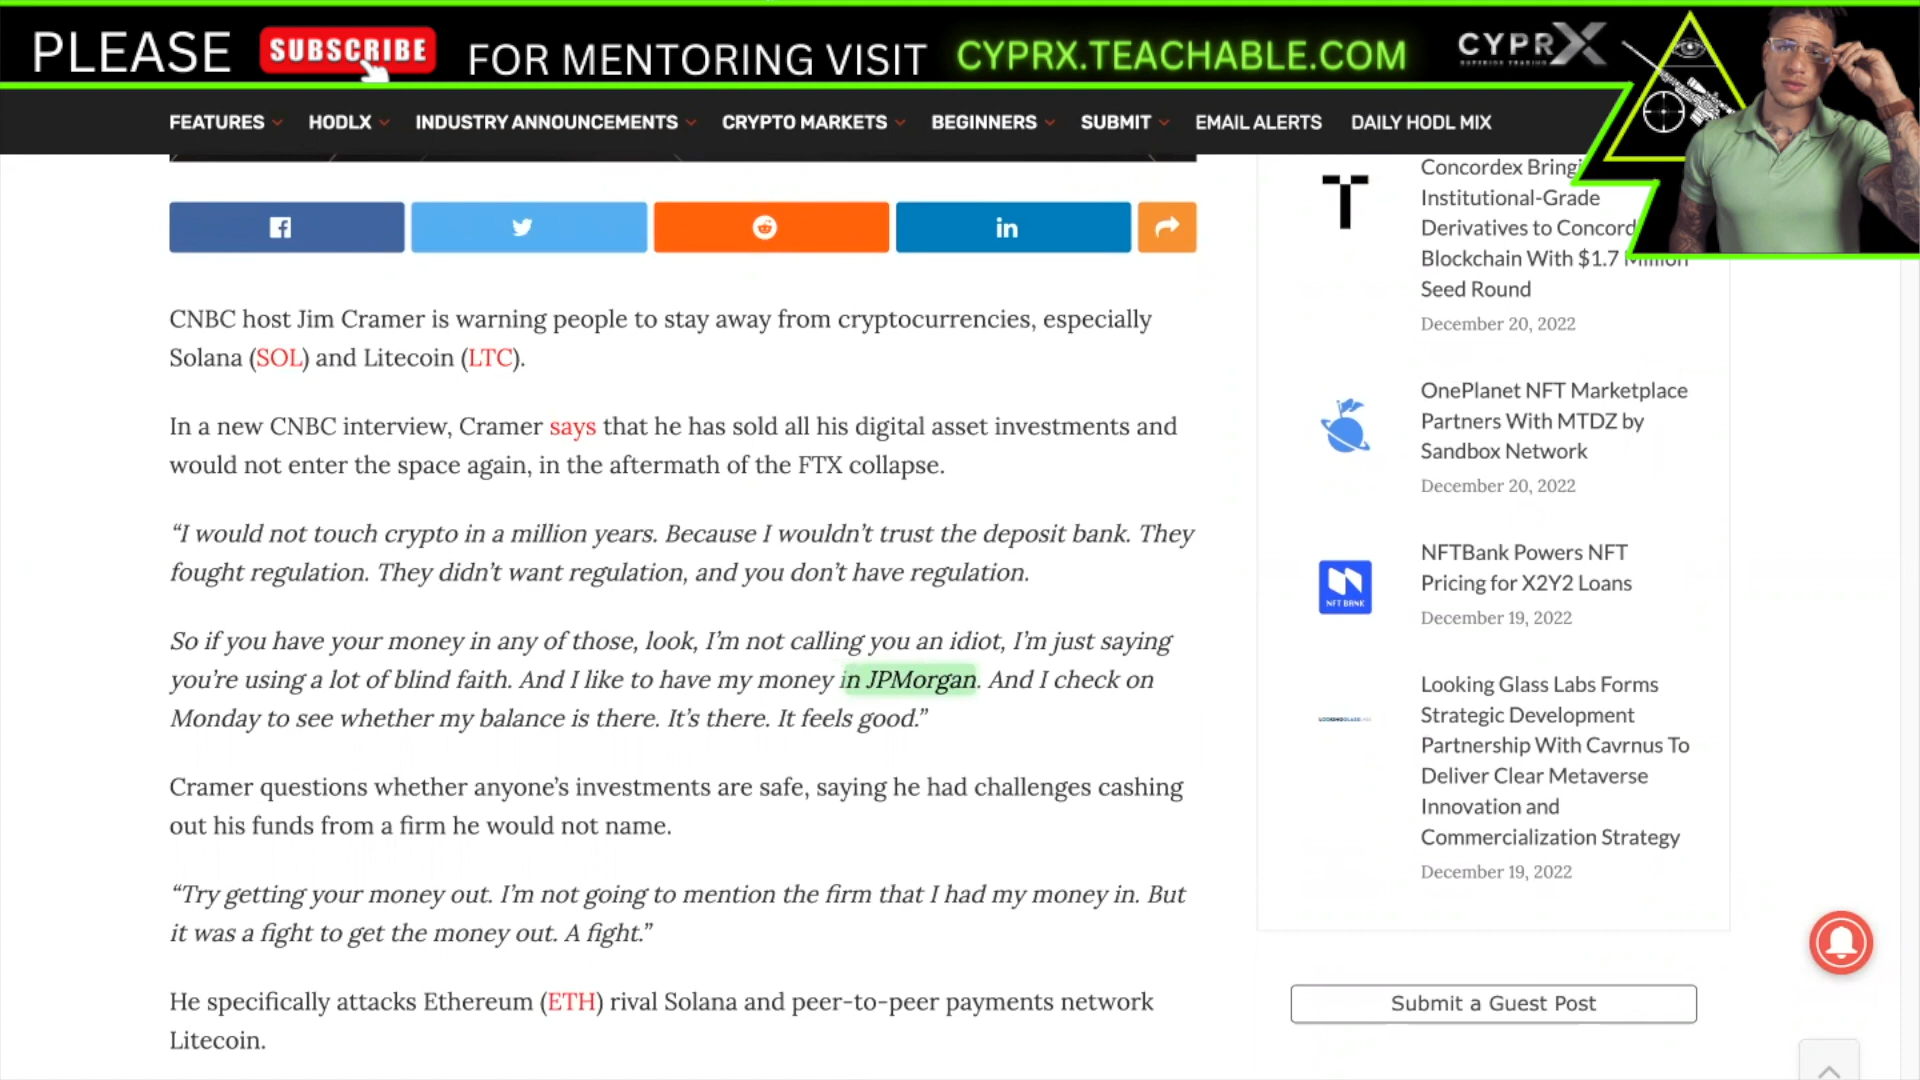 PLEASE SUBSCRIBE FOR MENTORING VISIT CYPRX.TEACHABLE.COM CYPRX
SUPERIOR TRADING
FEATURES HODLX INDUSTRY ANNOUNCEMENTS CRYPTO MARKETS BEGINNERS SUBMIT EMAIL ALERTS DAILY HODL MIX
in
CNBC host Jim Cramer is warning people to stay away from cryptocurrencies, especially
Solana (SOL) and Litecoin (LTC).
In a new CNBC interview, Cramer says that he has sold all his digital asset investments and
would not enter the space again, in the aftermath of the FTX collapse.
“I would not touch crypto in a million years. Because I wouldn’t trust the deposit bank. They
fought regulation. They didn’t want regulation, and you don’t have regulation.
So if you have your money in any of those, look, I’m not calling you an idiot, I’m just saying
you’re using a lot of blind faith. And I like to have my money in JPMorgan. And I check on
Monday to see whether my balance is there. It’s there. It feels good.”
Cramer questions whether anyone’s investments are safe, saying he had challenges cashing
out his funds from a firm he would not name.
“Try getting your money out. I’m not going to mention the firm that I had my money in. But
it was a fight to get the money out. A fight.”
He specifically attacks Ethereum (ETH) rival Solana and peer-to-peer payments network
Litecoin.
Concordex Bring
Institutional-Grade
Derivatives to Concord
Blockchain With $1.7 Million
Seed Round
December 20, 2022
OnePlanet NFT Marketplace
Partners With MTDZ by
Sandbox Network
December 20, 2022
NFT BANK
NFTBank Powers NFT
Pricing for X2Y2 Loans
December 19, 2022
LOOKINGGLASS LABS
Looking Glass Labs Forms
Strategic Development
Partnership With Cavrnus To
Deliver Clear Metaverse
Innovation and
Commercialization Strategy
December 19, 2022
Submit a Guest Post